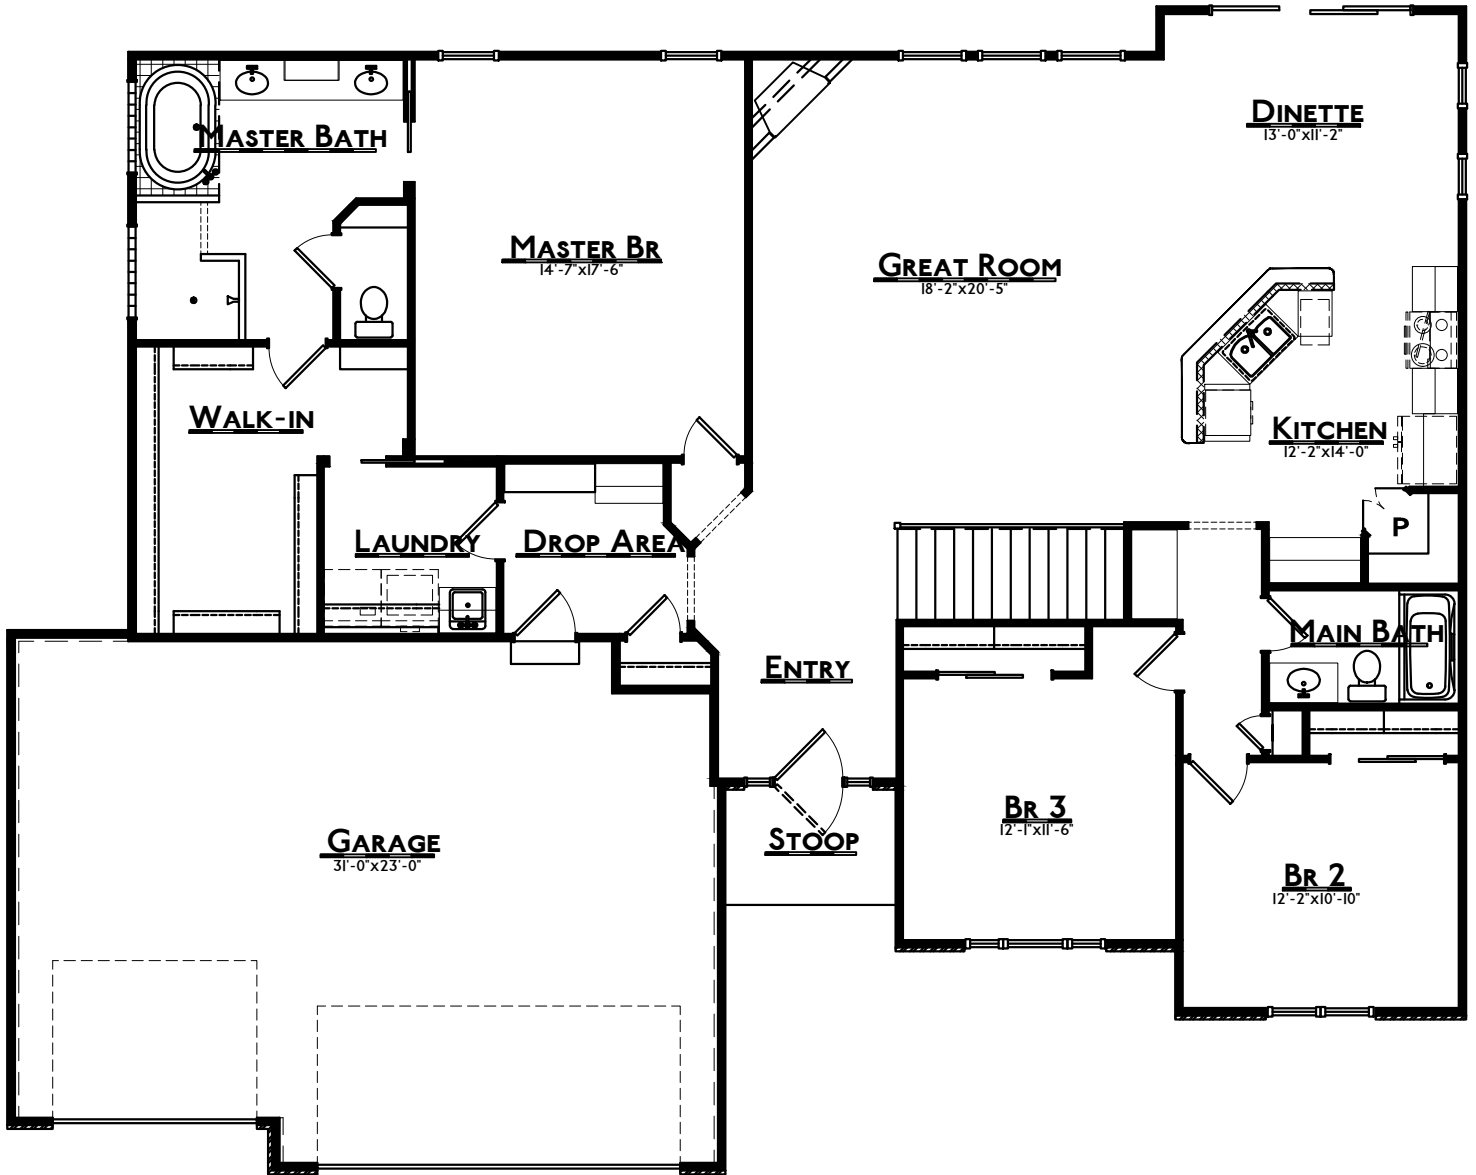 DINETTE
13'-0"x11'-2"
MASTER BATH
MASTER BR
14'-7"x17'-6"
GREAT ROOM
18'-2"x20'-5"
WALK-IN
KITCHEN
12'-2"x14'-0"
P
LAUNDRY
DROP AREA
MAIN BATH
ENTRY
BR 3
12'-1"x11'-6"
STOOP
GARAGE
31'-0"x23'-0"
BR 2
12'-2"x10'-10"